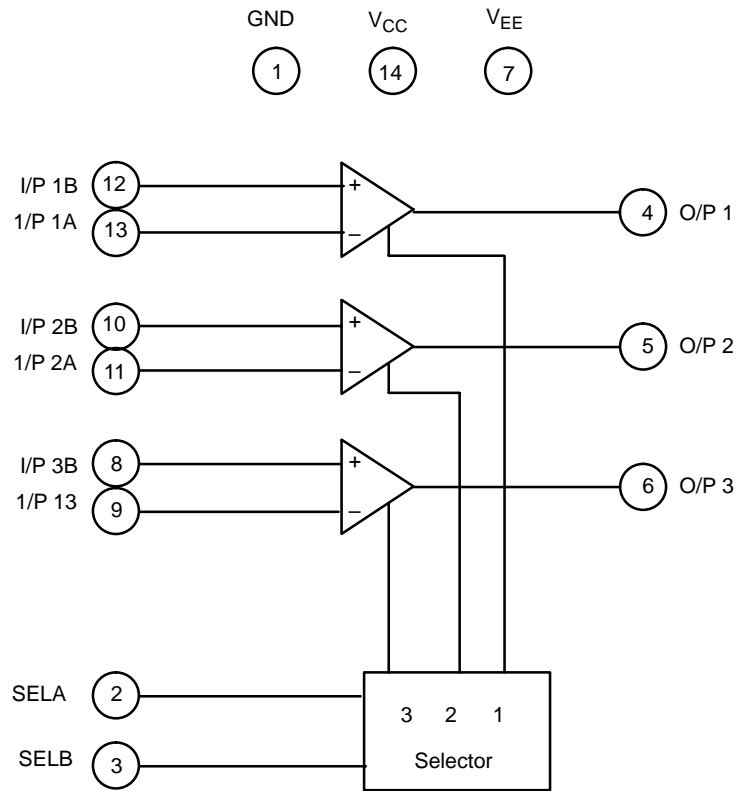 GND VCC VEE
1 14 7
I/P 1B 12 +
1/P 1A 13 –
4 O/P 1
I/P 2B 10 +
1/P 2A 11 –
5 O/P 2
I/P 3B 8 +
1/P 13 9 –
6 O/P 3
SELA 2
3 2 1
SELB 3
Selector